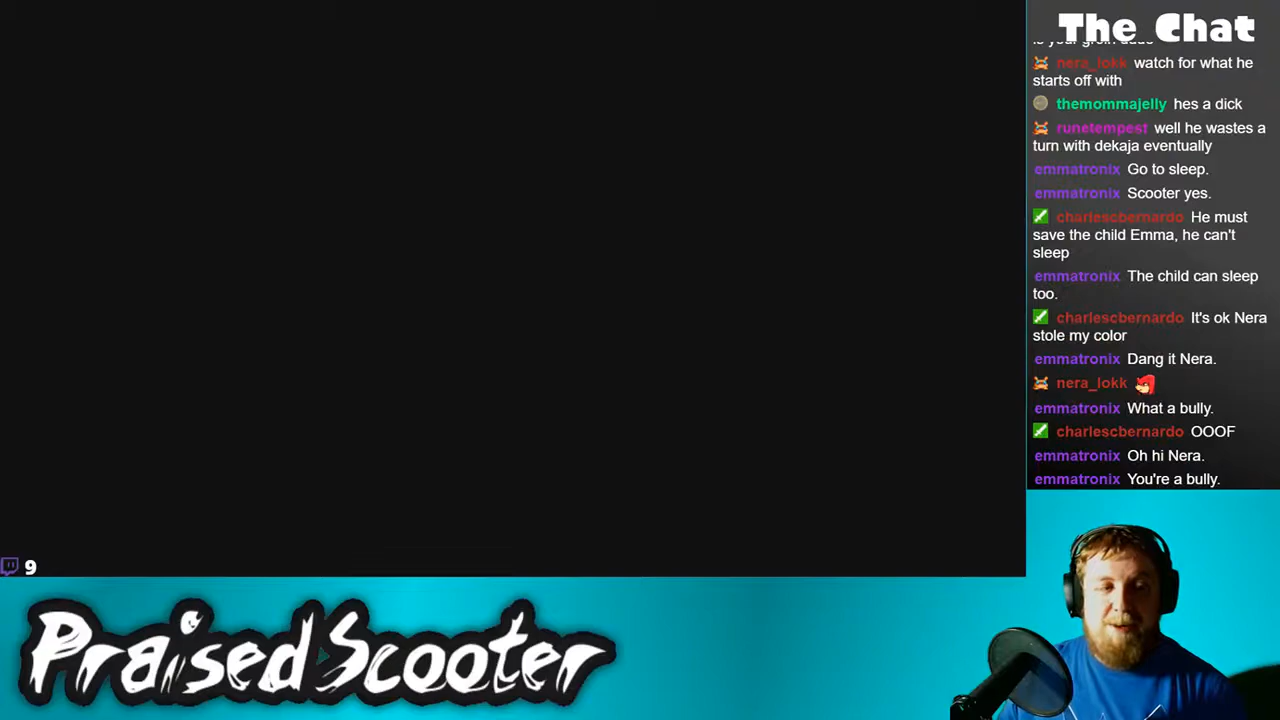 The Chat
nera_lokk watch for what he
starts off with
themommajelly hes a dick
runetempest well he wastes a
turn with dekaja eventually
emmatronix Go to sleep.
emmatronix Scooter yes.
charlescbernardo He must
save the child Emma, he can't
sleep
emmatronix The child can sleep
too.
charlescbernardo It's ok Nera
stole my color
emmatronix Dang it Nera.
nera_lokk
emmatronix What a bully.
charlescbernardo OOOF
emmatronix Oh hi Nera.
emmatronix You're a bully.
9
PraisedScooter